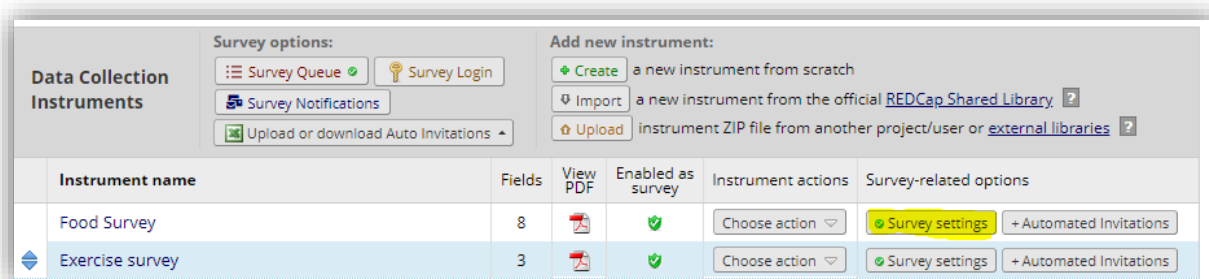 Data Collection Instruments
Survey options:
Survey Queue
Survey Login
Survey Notifications
Upload or download Auto Invitations
Add new instrument:
Create a new instrument from scratch
Import a new instrument from the official REDCap Shared Library ?
Upload instrument ZIP file from another project/user or external libraries ?
Instrument name Fields View PDF Enabled as survey Instrument actions Survey-related options
Food Survey 8 Choose action Survey settings + Automated Invitations
Exercise survey 3 Choose action Survey settings + Automated Invitations